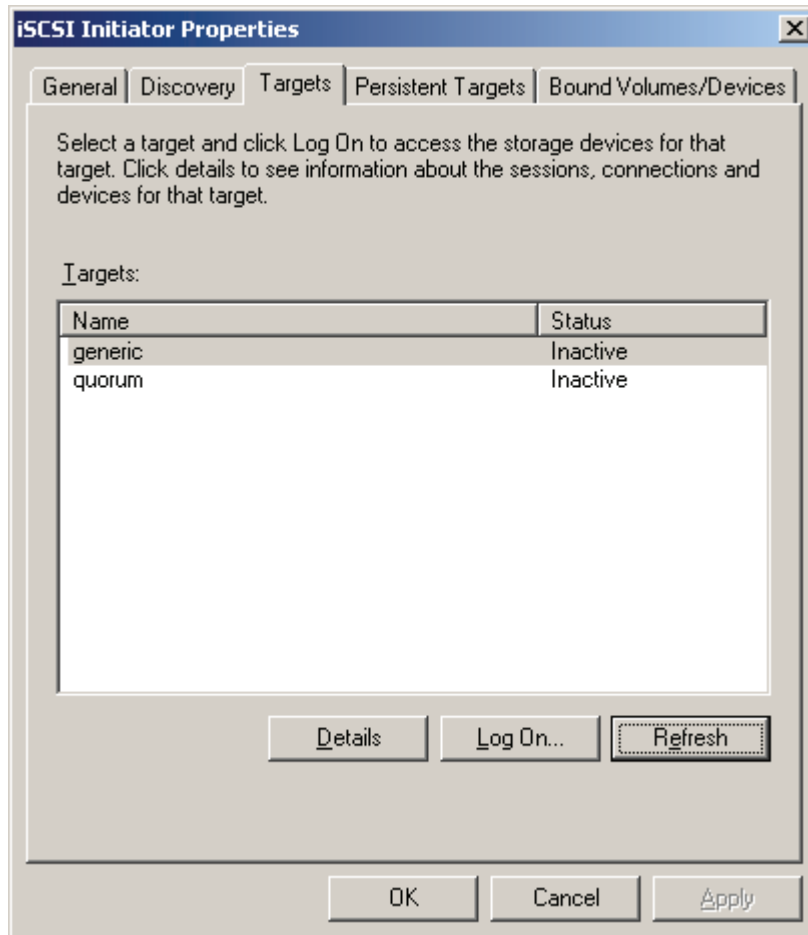 iSCSI Initiator Properties
General Discovery Targets Persistent Targets Bound Volumes/Devices
Select a target and click Log On to access the storage devices for that
target. Click details to see information about the sessions, connections and
devices for that target.
Targets:
Name Status
generic Inactive
quorum Inactive
Details Log On... Refresh
OK Cancel Apply